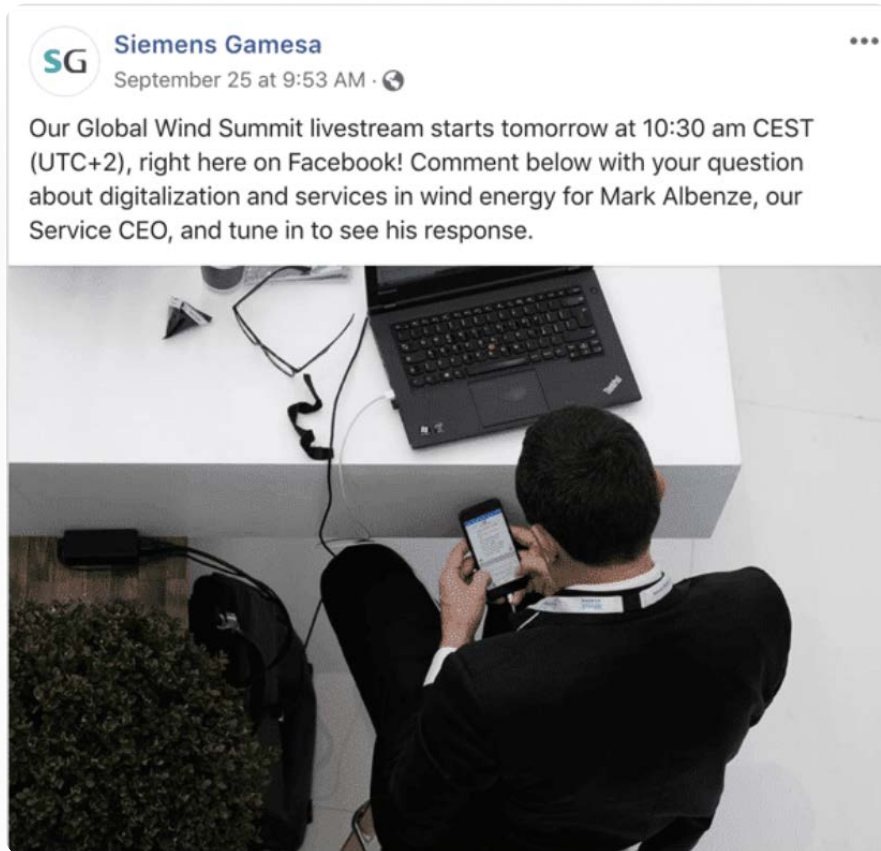 SG
Siemens Gamesa
September 25 at 9:53 AM ·
Our Global Wind Summit livestream starts tomorrow at 10:30 am CEST
(UTC+2), right here on Facebook! Comment below with your question
about digitalization and services in wind energy for Mark Albenze, our
Service CEO, and tune in to see his response.
ThinkPad